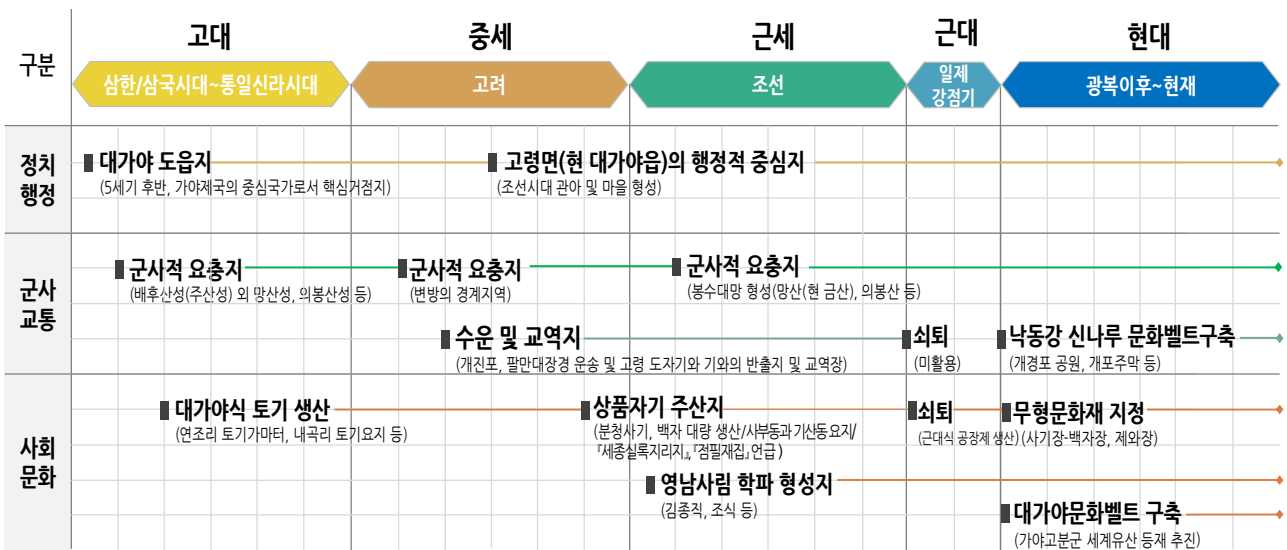 구분
고대
중세
근세
근대
현대
삼한/삼국시대~통일신라시대
고려
조선
일제
강점기
광복이후~현재
정치
행정
대가야 도읍지
(5세기 후반, 가야제국의 중심국가로서 핵심거점지)
고령면(현 대가야읍)의 행정적 중심지
(조선시대 관아 및 마을 형성)
군사
교통
군사적 요충지
(배후산성(주산성) 외 망산성, 의봉산성 등)
군사적 요충지
(변방의 경계지역)
군사적 요충지
(봉수대망 형성(망산(현 금산), 의봉산 등)
수운 및 교역지
(개진포, 팔만대장경 운송 및 고령 도자기와 기와의 반출지 및 교역장)
쇠퇴
(미활용)
낙동강 신나루 문화벨트구축
(개경포 공원, 개포주막 등)
사회
문화
대가야식 토기 생산
(연조리 토기가마터, 내곡리 토기요지 등)
상품자기 주산지
(분청사기, 백자 대량 생산/사부동과 기산동요지/
『세종실록지리지』, 『점필재집』 언급)
쇠퇴
(근대식 공장제 생산)
무형문화재 지정
(사기장-백자장, 제와장)
영남사림 학파 형성지
(김종직, 조식 등)
대가야문화벨트 구축
(가야고분군 세계유산 등재 추진)